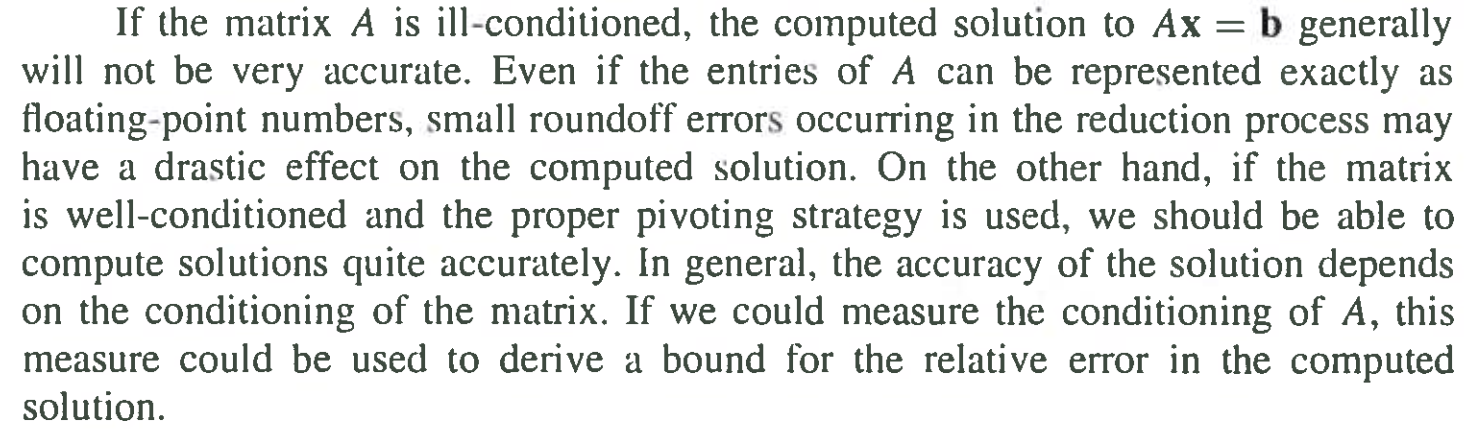 If the matrix A is ill-conditioned, the computed solution to Ax = b generally
will not be very accurate. Even if the entries of A can be represented exactly as
floating-point numbers, small roundoff errors occurring in the reduction process may
have a drastic effect on the computed solution. On the other hand, if the matrix
is well-conditioned and the proper pivoting strategy is used, we should be able to
compute solutions quite accurately. In general, the accuracy of the solution depends
on the conditioning of the matrix. If we could measure the conditioning of A, this
measure could be used to derive a bound for the relative error in the computed
solution.